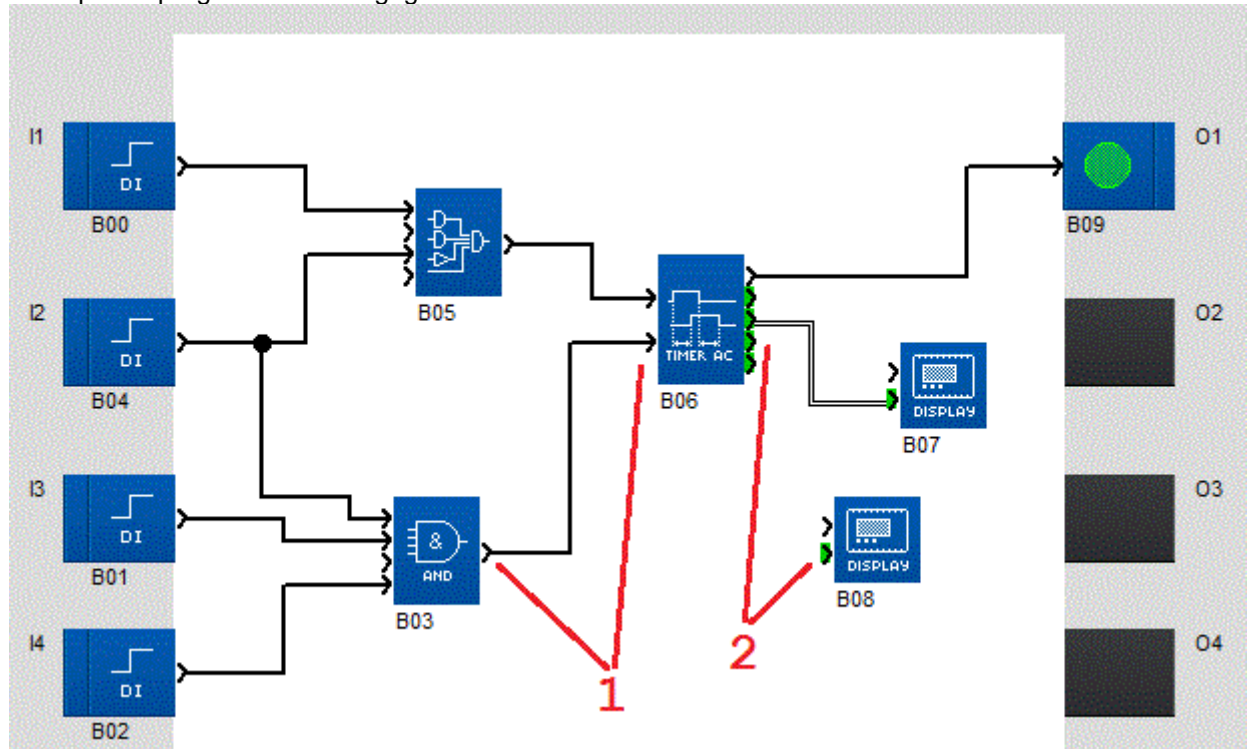 I1
DI
B00
I2
DI
B04
I3
DI
B01
I4
DI
B02
B05
&
AND
B03
TIMER AC
B06
DISPLAY
B07
DISPLAY
B08
1
2
O1
B09
O2
O3
O4